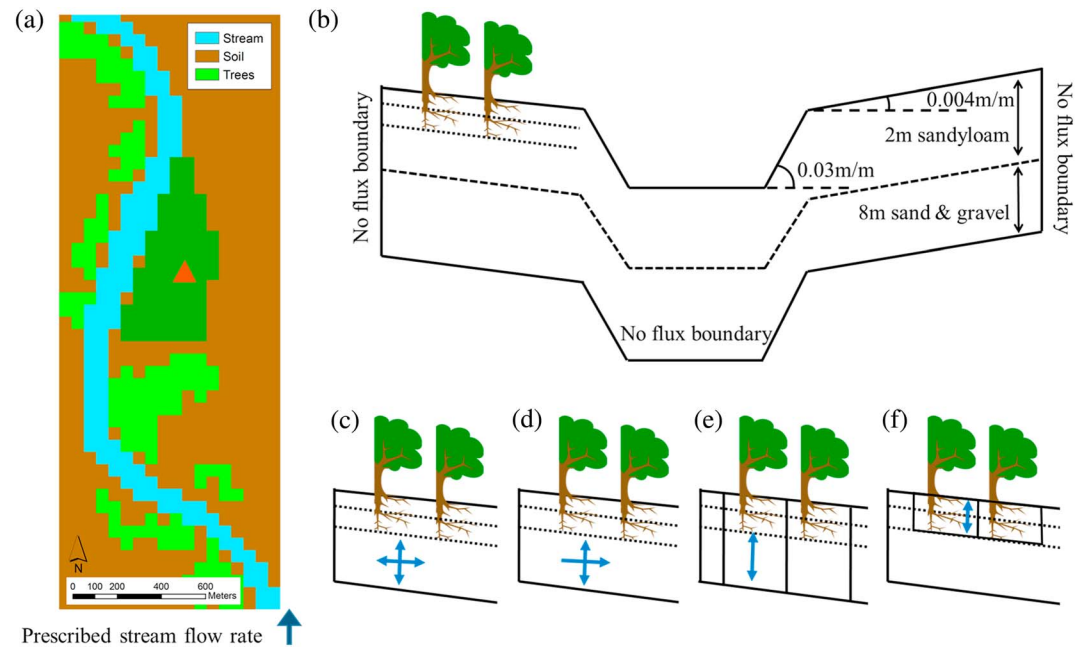 (a)
Stream
Soil
Trees
N
0 100 200 400 600
Meters
Prescribed stream flow rate
(b)
No flux boundary
0.004m/m
2m sandyloam
0.03m/m
8m sand & gravel
No flux boundary
No flux boundary
(c)
(d)
(e)
(f)